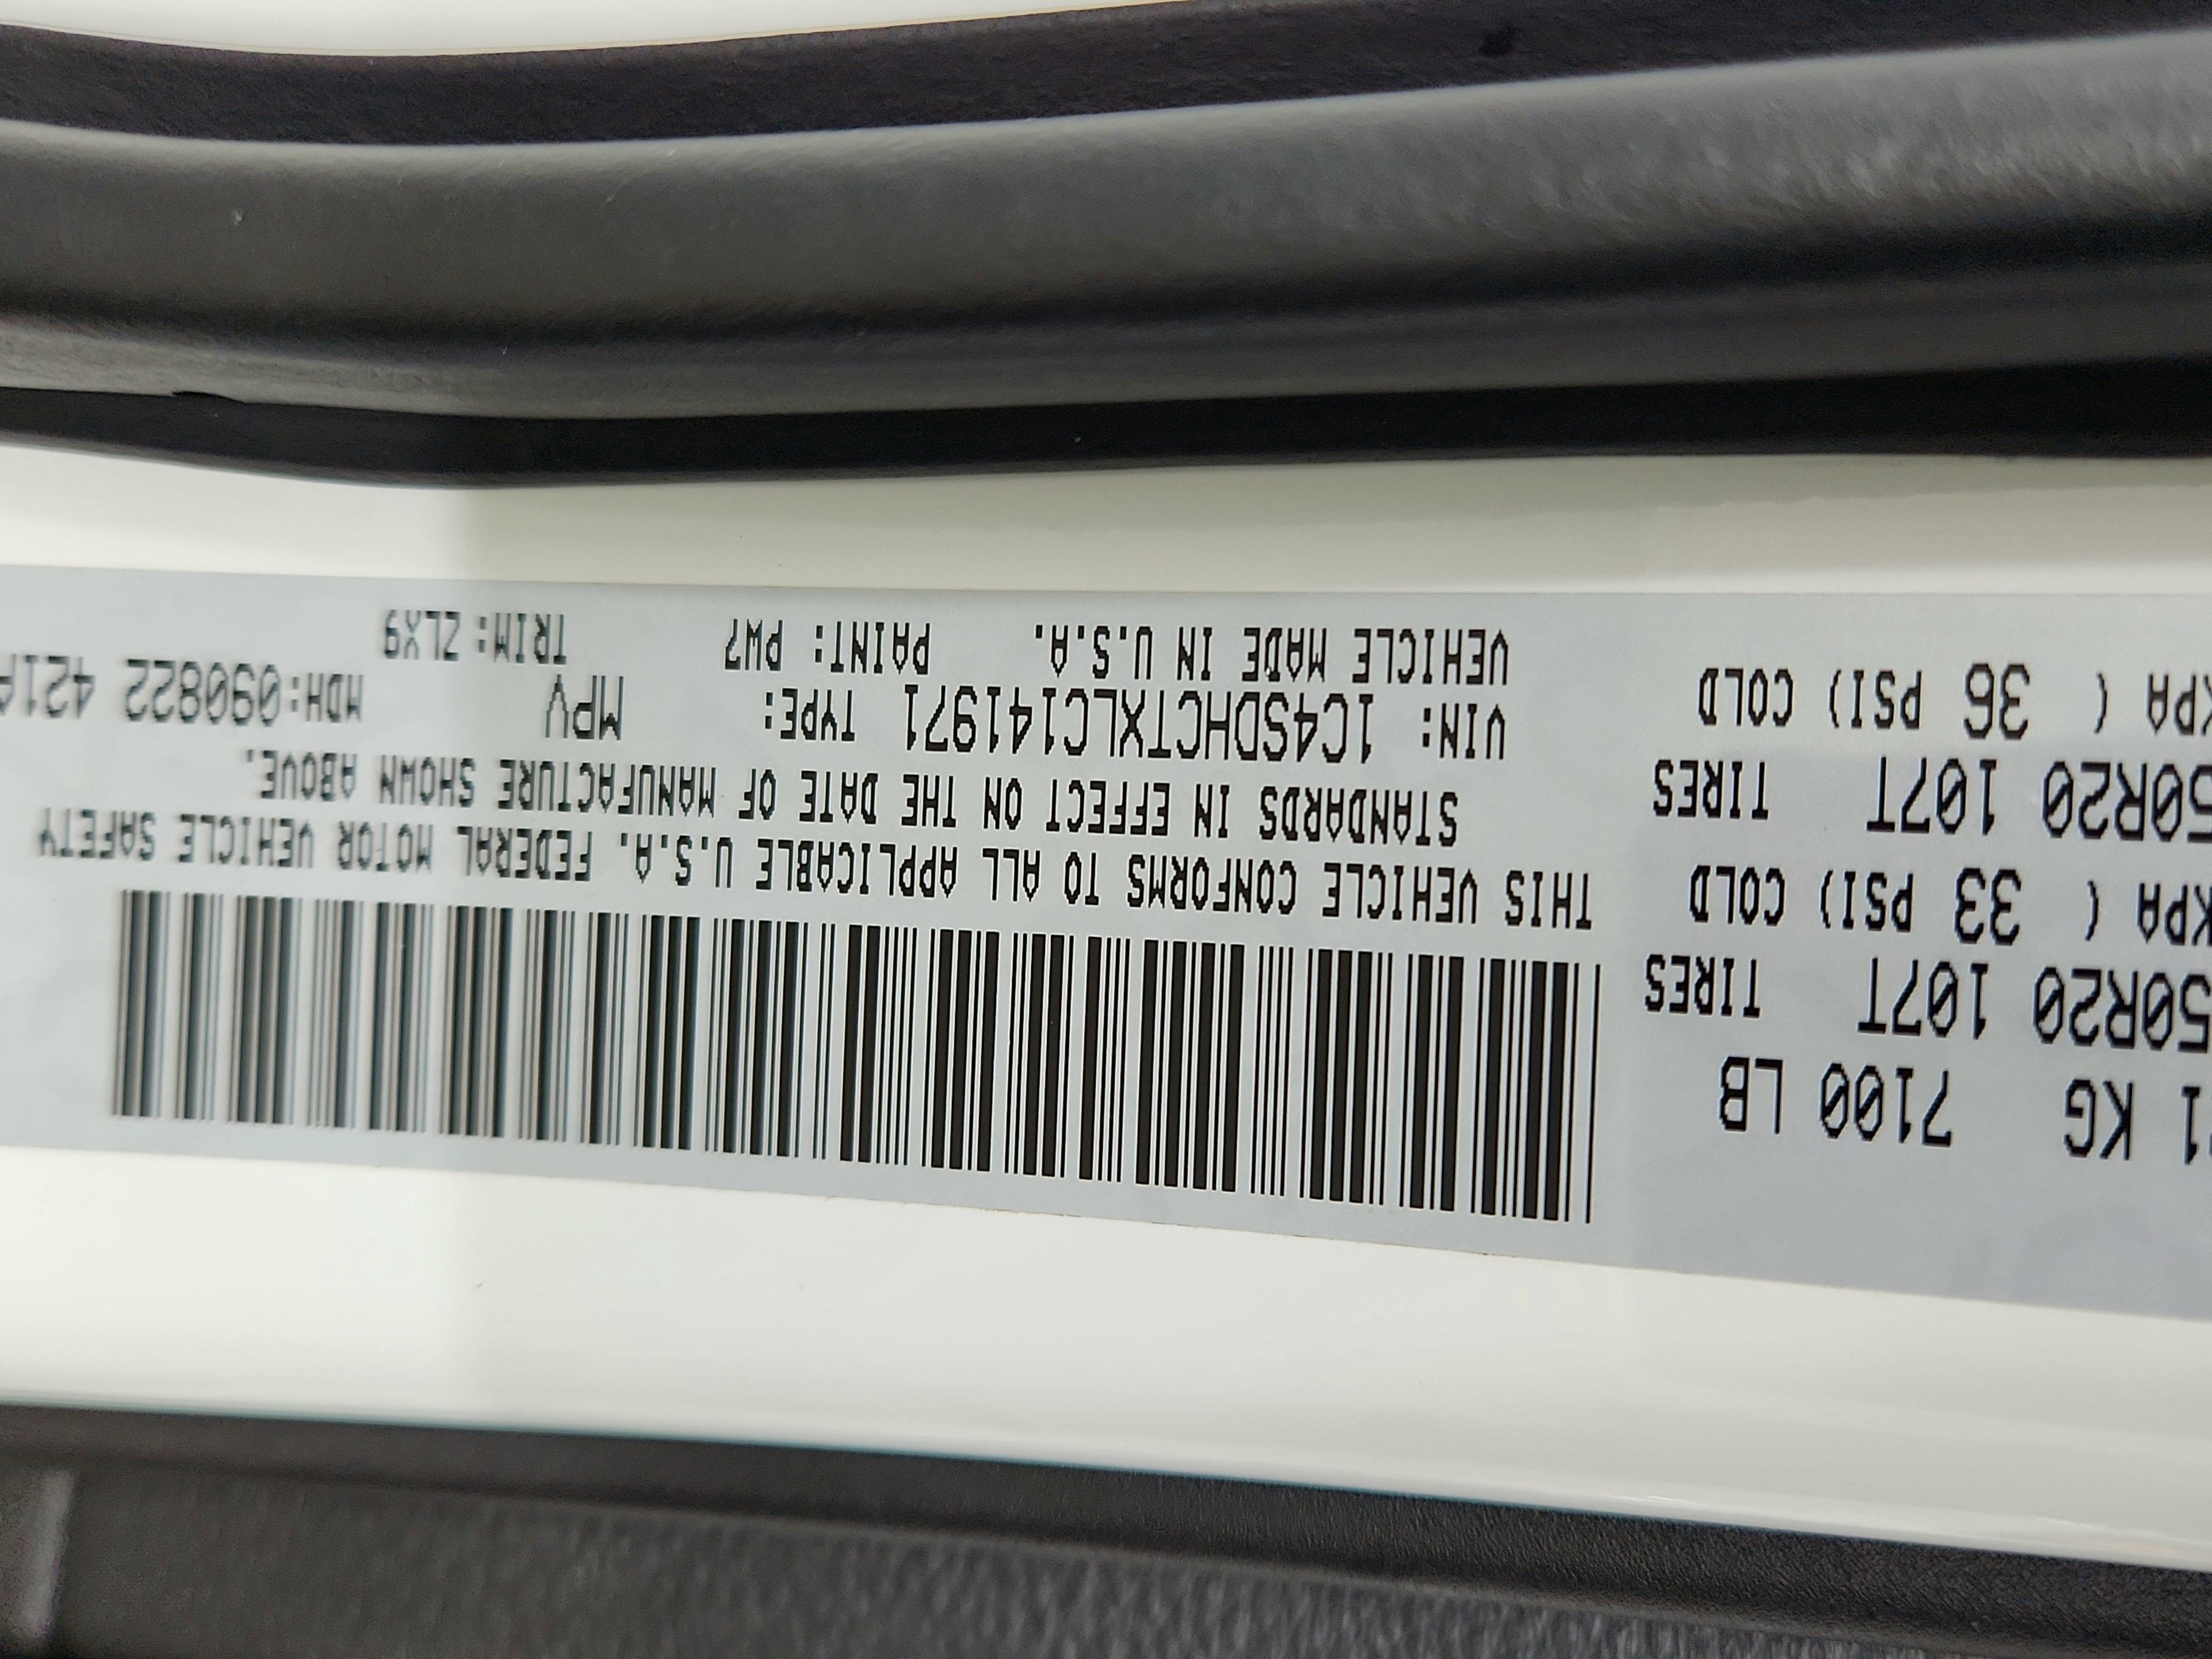 1 KG 7100 LB
50R20 107T TIRES
KPA ( 33 PSI) COLD
50R20 107T TIRES
KPA ( 36 PSI) COLD
THIS VEHICLE CONFORMS TO ALL APPLICABLE U.S.A. FEDERAL MOTOR VEHICLE SAFETY
STANDARDS IN EFFECT ON THE DATE OF MANUFACTURE SHOWN ABOVE.
VIN: 1C4SDHCTXLC141971 TYPE: MPV MDH:090822 421A
VEHICLE MADE IN U.S.A. PAINT: PW7 TRIM: ZLX9